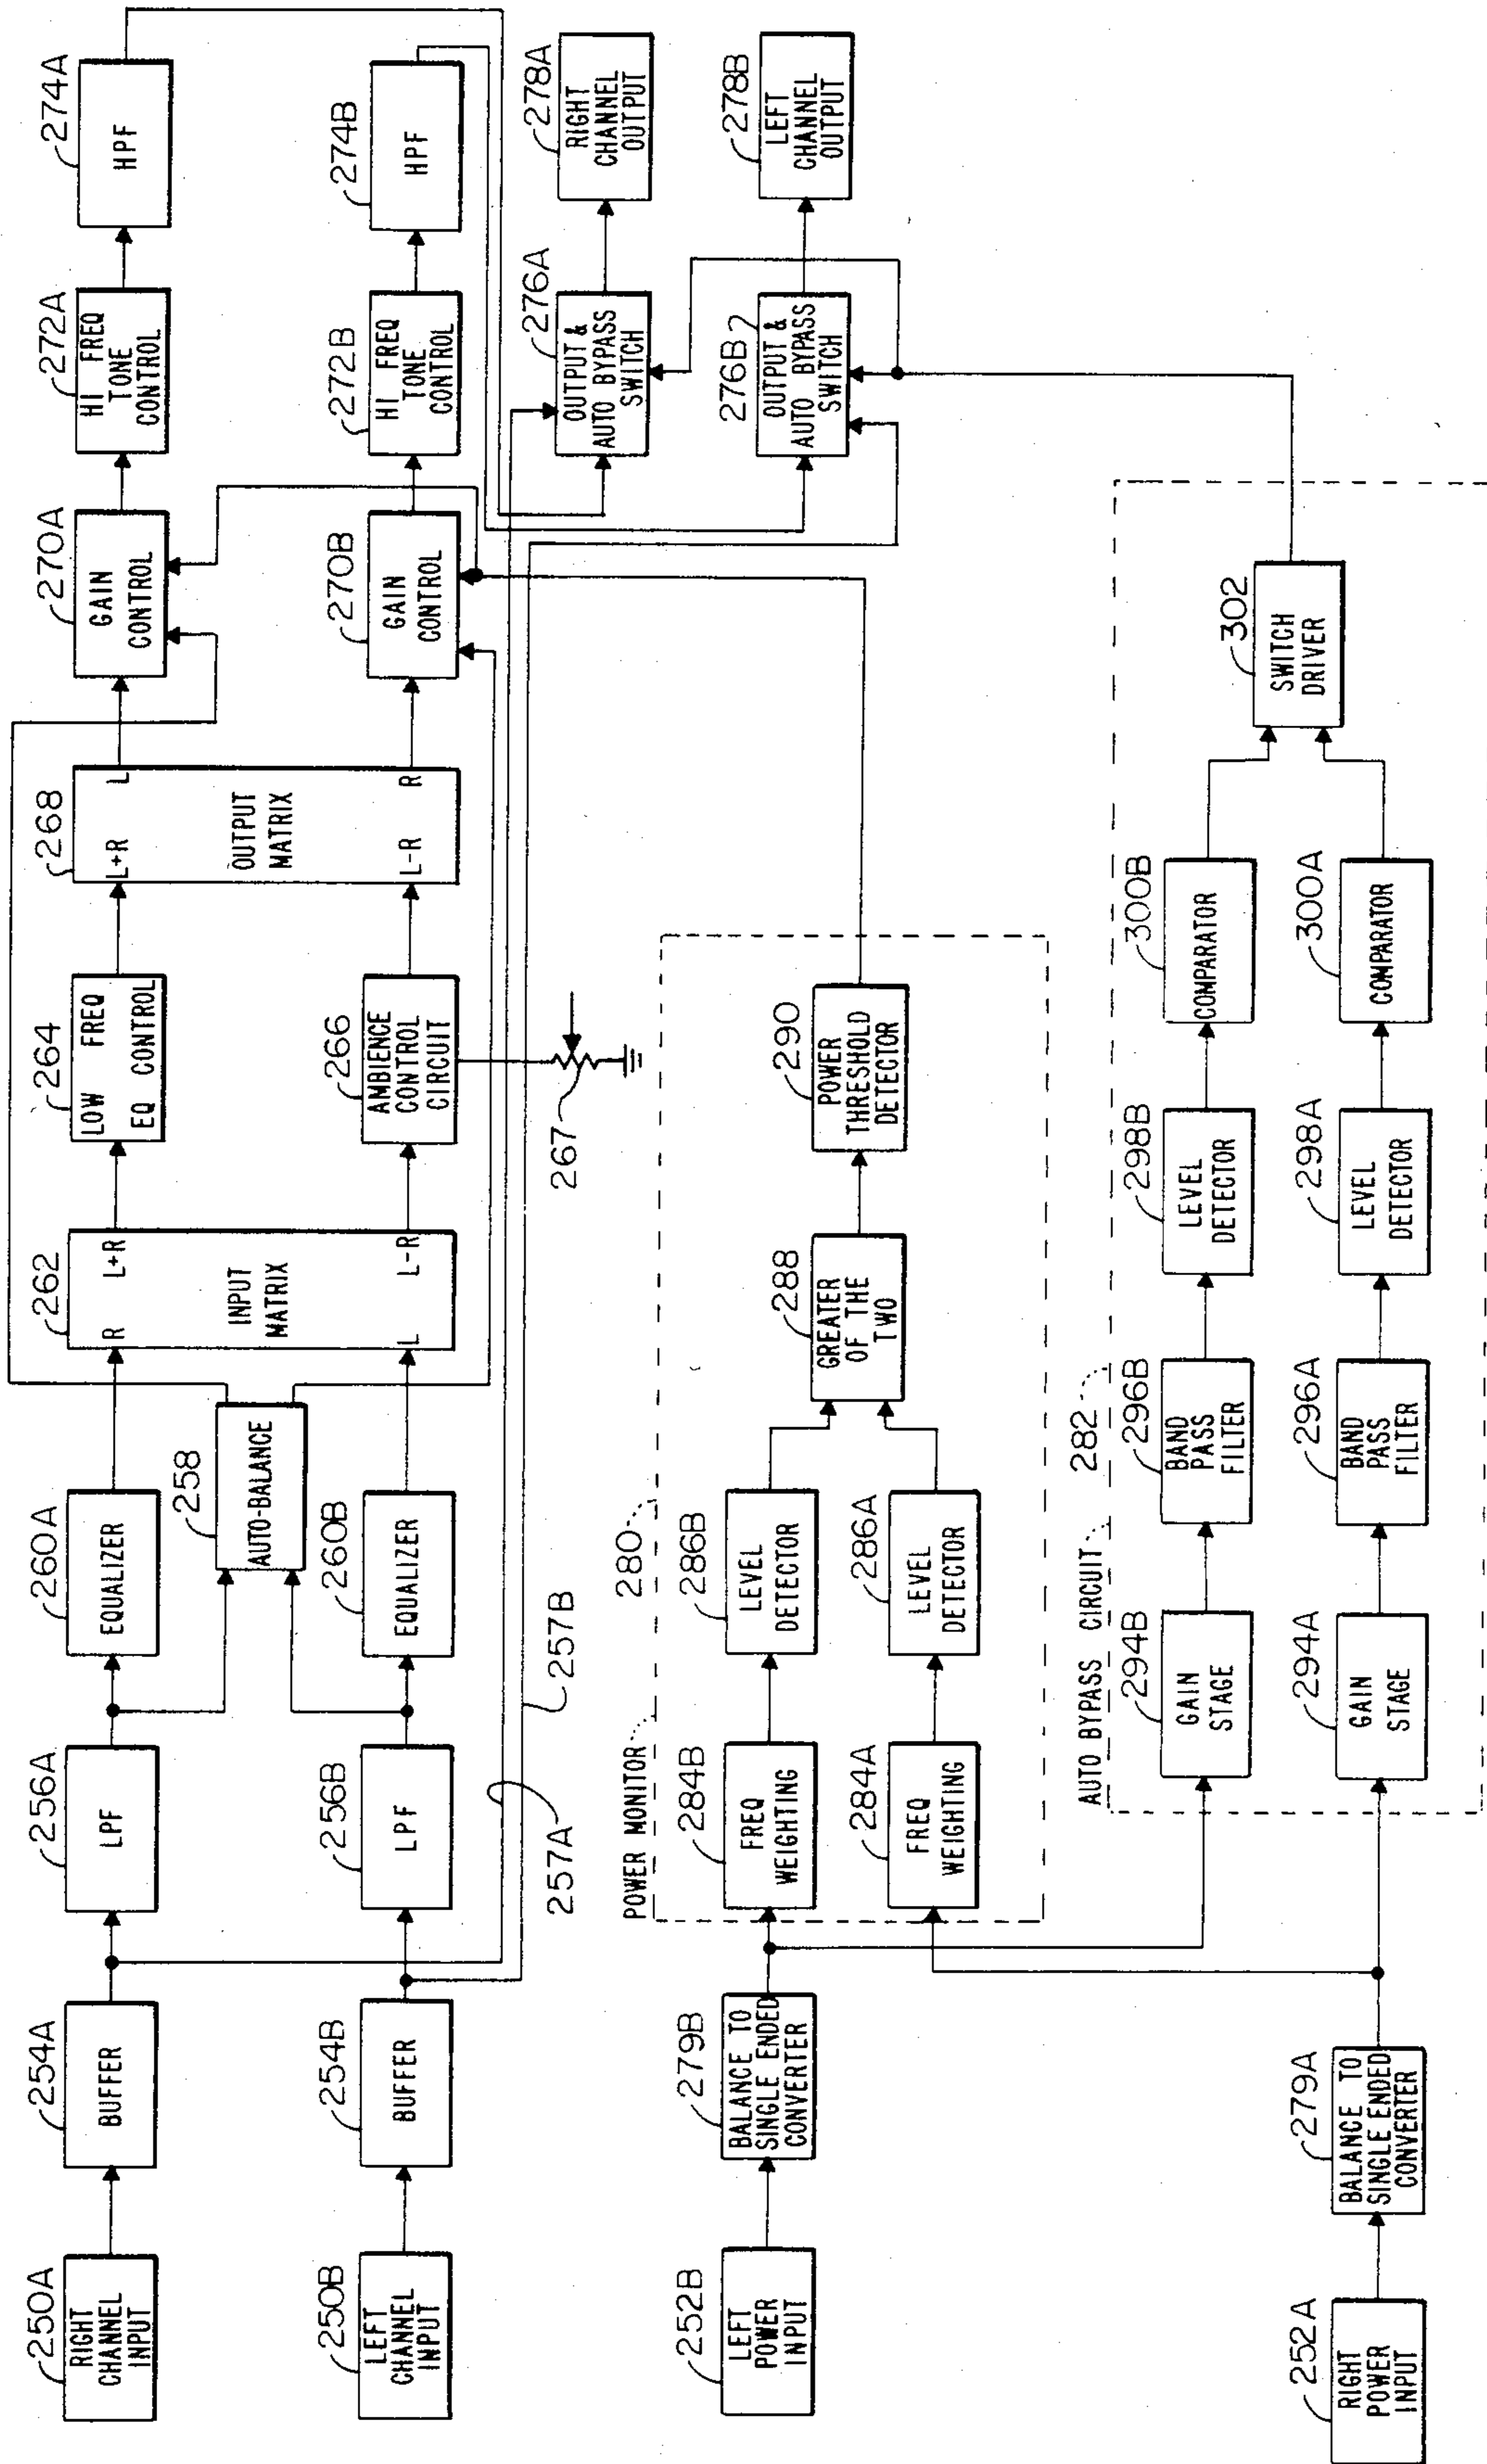 250A
RIGHT
CHANNEL
INPUT
254A
BUFFER
256A
LPF
260A
EQUALIZER
262
R
L+R
INPUT
MATRIX
L
L-R
264
LOW FREQ
EQ CONTROL
268
L+R
L
OUTPUT
MATRIX
L-R
R
270A
GAIN
CONTROL
272A
HI FREQ
TONE
CONTROL
274A
HPF
258
AUTO-BALANCE
250B
LEFT
CHANNEL
INPUT
254B
BUFFER
256B
LPF
260B
EQUALIZER
266
AMBIENCE
CONTROL
CIRCUIT
267
270B
GAIN
CONTROL
272B
HI FREQ
TONE
CONTROL
274B
HPF
257A
257B
276A
OUTPUT &
AUTO BYPASS
SWITCH
278A
RIGHT
CHANNEL
OUTPUT
276B
OUTPUT &
AUTO BYPASS
SWITCH
278B
LEFT
CHANNEL
OUTPUT
POWER MONITOR
280
252B
LEFT
POWER
INPUT
279B
BALANCE TO
SINGLE ENDED
CONVERTER
284B
FREQ
WEIGHTING
286B
LEVEL
DETECTOR
288
GREATER
OF THE
TWO
290
POWER
THRESHOLD
DETECTOR
284A
FREQ
WEIGHTING
286A
LEVEL
DETECTOR
AUTO BYPASS CIRCUIT
282
294B
GAIN
STAGE
296B
BAND
PASS
FILTER
298B
LEVEL
DETECTOR
300B
COMPARATOR
302
SWITCH
DRIVER
252A
RIGHT
POWER
INPUT
279A
BALANCE TO
SINGLE ENDED
CONVERTER
294A
GAIN
STAGE
296A
BAND
PASS
FILTER
298A
LEVEL
DETECTOR
300A
COMPARATOR